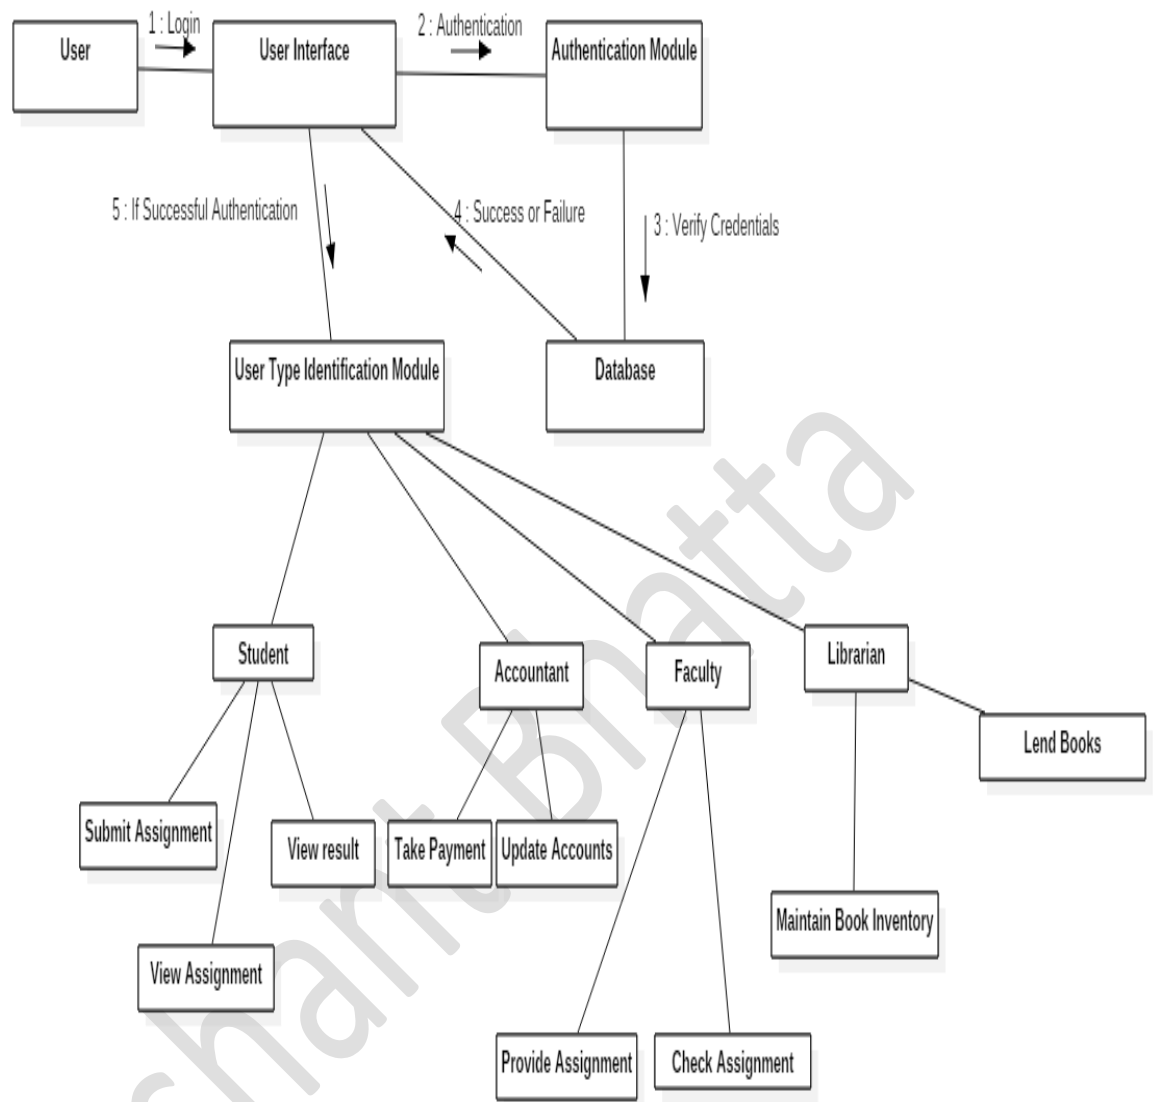 1 : Login
2 : Authentication
User
User Interface
Authentication Module
5 : If Successful Authentication
4 : Success or Failure
3 : Verify Credentials
User Type Identification Module
Database
Student
Accountant
Faculty
Librarian
Lend Books
Submit Assignment
View result
Take Payment
Update Accounts
Maintain Book Inventory
View Assignment
Provide Assignment
Check Assignment
shant Bhatta